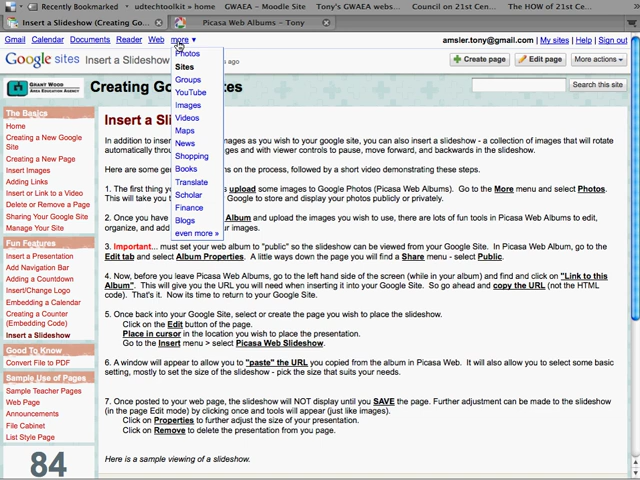 Recently Bookmarked
udtechtoolkit » home
GWAEA - Moodle Site
Tony's GWAEA webs...
Council on 21st Cent...
The HOW of 21st Ce...
Insert a Slideshow (Creating Go...
Picasa Web Albums - Tony
Gmail Calendar Documents Reader Web more ▼
amsler.tony@gmail.com | My sites | Help | Sign out
Photos
Sites
Groups
YouTube
Images
Videos
Maps
News
Shopping
Books
Translate
Scholar
Finance
Blogs
even more »
Google sites Insert a Slideshow
s ago
Create page
Edit page
More actions
GRANT WOOD
AREA EDUCATION AGENCY
Creating Go
tes
Search this site
The Basics
Home
Creating a New Google
Site
Creating a New Page
Insert Images
Adding Links
Insert or Link to a Video
Delete or Remove a Page
Sharing Your Google Site
Manage Your Site
Fun Features
Insert a Presentation
Add Navigation Bar
Adding a Countdown
Insert/Change Logo
Embedding a Calendar
Creating a Counter
(Embedding Code)
Insert a Slideshow
Good To Know
Convert File to PDF
Sample Use of Pages
Sample Teacher Pages
Web Page
Announcements
File Cabinet
List Style Page
84
Insert a Sli
In addition to inser
mages as you wish to your google site, you can also insert a slideshow - a collection of images that will rotate
automatically throu
and with viewer controls to pause, move forward, and backwards in the slideshow.
Here are some gen
on the process, followed by a short video demonstrating these steps.
1. The first thing y
s upload some images to Google Photos (Picasa Web Albums). Go to the More menu and select Photos.
This will take you t
Google to store and display your photos publicly or privately.
2. Once you have
Album and upload the images you wish to use, there are lots of fun tools in Picasa Web Albums to edit,
organize, and add
ur images.
3. Important... must set your web album to "public" so the slideshow can be viewed from your Google Site. In Picasa Web Album, go to the
Edit tab and select Album Properties. A little ways down the page you will find a Share menu - select Public.
4. Now, before you leave Picasa Web Albums, go to the left hand side of the screen (while in your album) and find and click on "Link to this
Album". This will give you the URL you will need when inserting it into your Google Site. So go ahead and copy the URL (not the HTML
code). That's it. Now its time to return to your Google Site.
5. Once back into your Google Site, select or create the page you wish to place the slideshow.
Click on the Edit button of the page.
Place in cursor in the location you wish to place the presentation.
Go to the Insert menu > select Picasa Web Slideshow.
6. A window will appear to allow you to "paste" the URL you copied from the album in Picasa Web. It will also allow you to select some basic
setting, mostly to set the size of the slideshow - pick the size that suits your needs.
7. Once posted to your web page, the slideshow will NOT display until you SAVE the page. Further adjustment can be made to the slideshow
(in the page Edit mode) by clicking once and tools will appear (just like images).
Click on Properties to further adjust the size of your presentation.
Click on Remove to delete the presentation from you page.
Here is a sample viewing of a slideshow.